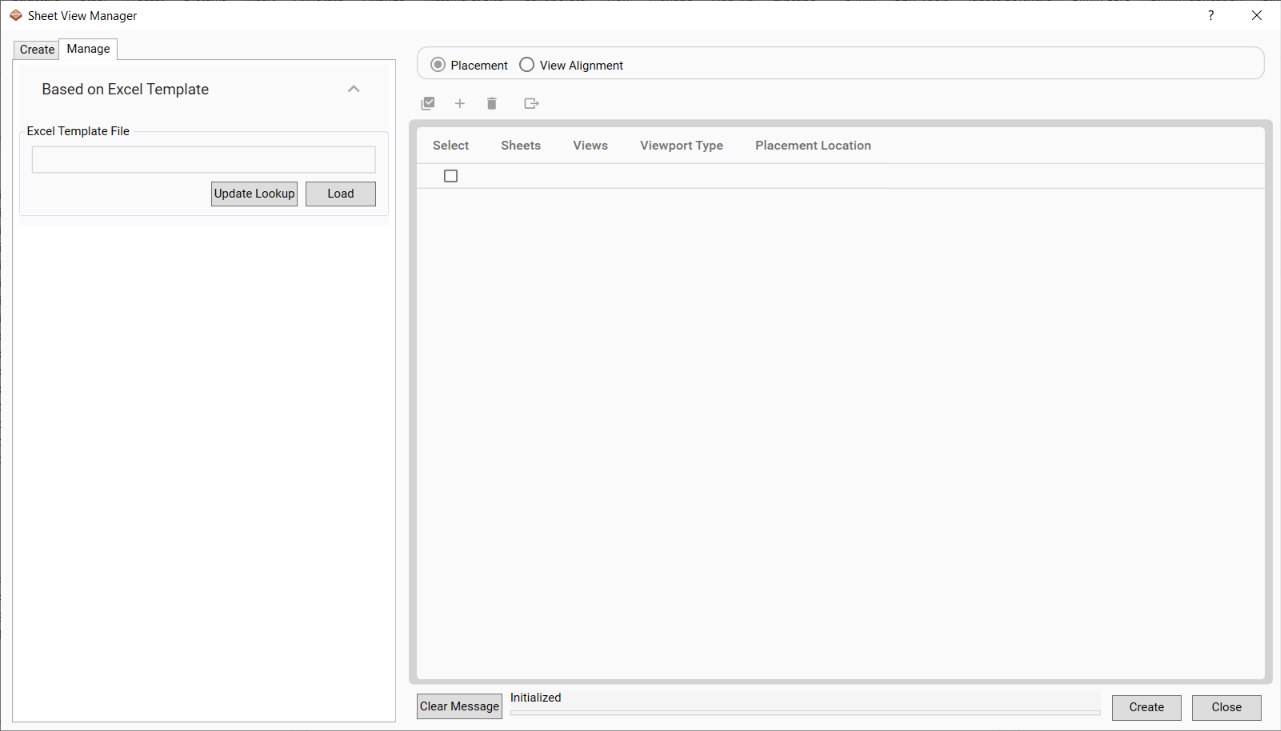 Sheet View Manager
?
Create Manage
Based on Excel Template
Excel Template File
Update Lookup Load
Placement View Alignment
Select Sheets Views Viewport Type Placement Location
Clear Message Initialized Create Close